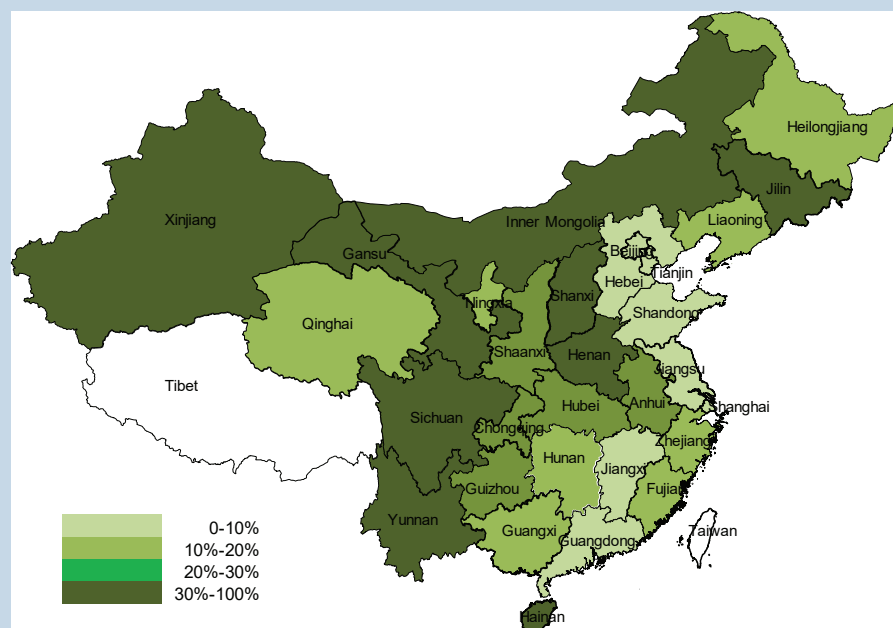 Heilongjiang
Jilin
Xinjiang
Inner Mongolia
Liaoning
Gansu
Beijing
Tianjin
Hebei
Shanxi
Ningxia
Shandong
Qinghai
Shaanxi
Henan
Jiangsu
Tibet
Anhui
Shanghai
Hubei
Sichuan
Chongqing
Zhejiang
Hunan
Jiangxi
Guizhou
Fujian
Yunnan
Guangxi
Taiwan
Guangdong
0-10%
10%-20%
20%-30%
30%-100%
Hainan